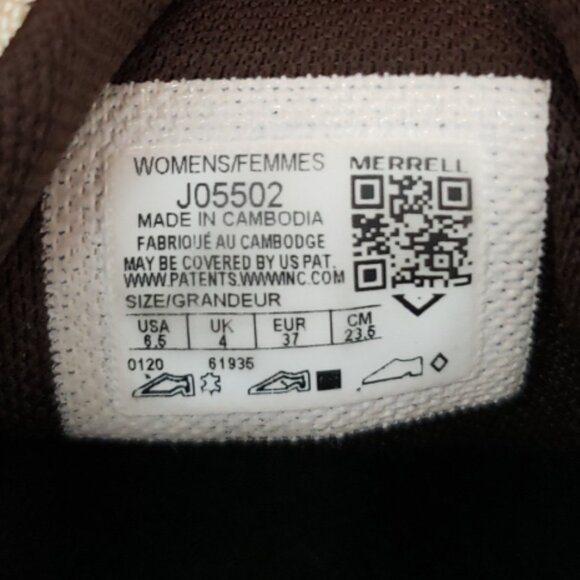 WOMENS/FEMMES MERRELL
J05502
MADE IN CAMBODIA
FABRIQUÉ AU CAMBODGE
MAY BE COVERED BY US PAT.
WWW.PATENTS.WWWINC.COM
SIZE/GRANDEUR
USA UK EUR CM
6.5 4 37 23.5
0120 61935